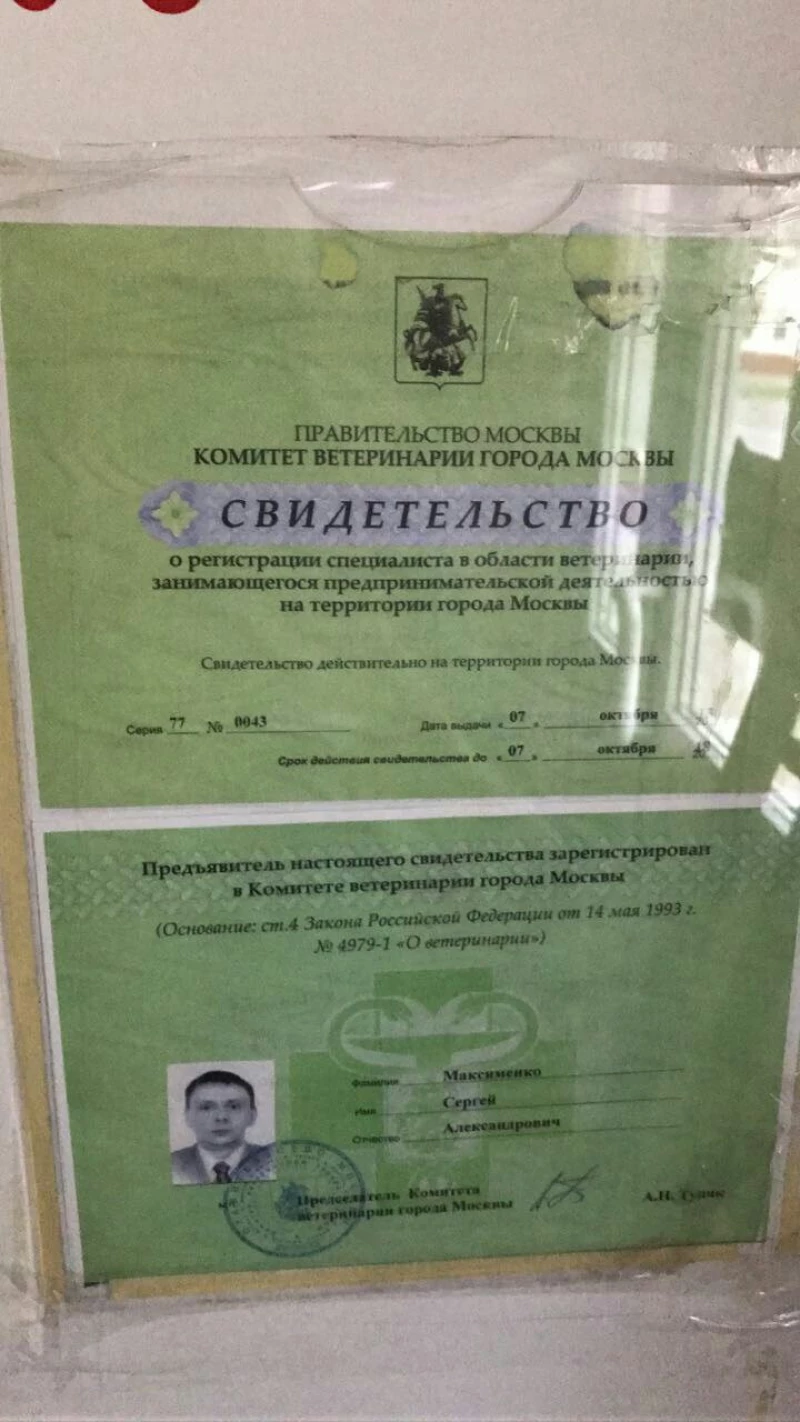 ПРАВИТЕЛЬСТВО МОСКВЫ
КОМИТЕТ ВЕТЕРИНАРИИ ГОРОДА МОСКВЫ
СВИДЕТЕЛЬСТВО
о регистрации специалиста в области ветеринарии,
занимающегося предпринимательской деятельностью
на территории города Москвы
Свидетельство действительно на территории города Москвы.
Серия 77 № 0043 Дата выдачи « 07 » октября
Срок действия свидетельства до « 07 » октября
Предъявитель настоящего свидетельства зарегистрирован
в Комитете ветеринарии города Москвы
(Основание: ст.4 Закона Российской Федерации от 14 мая 1993 г.
№ 4979-1 «О ветеринарии»)
Фамилия Максименко
Имя Сергей
Отчество Александрович
Председатель Комитета
ветеринарии города Москвы А.Н.